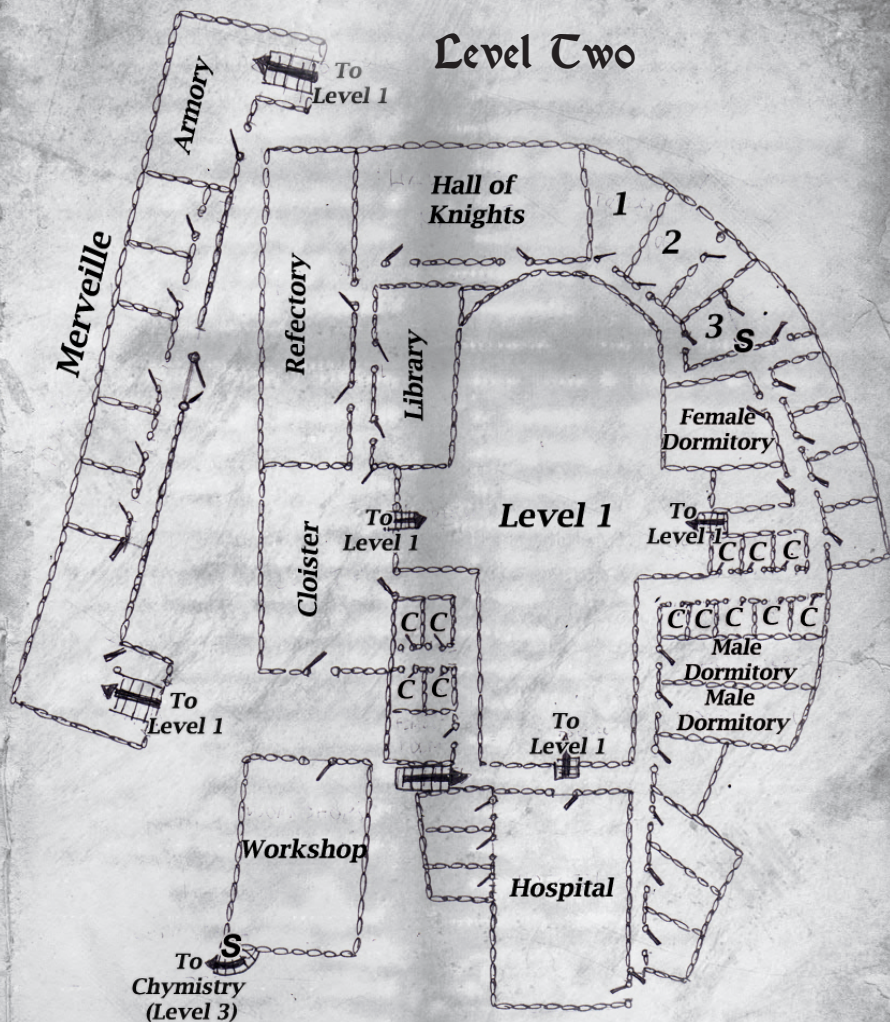 Level Two
To
Level 1
Armory
Merveille
Refectory
Hall of
Knights
1
2
3
S
Library
Female
Dormitory
Level 1
To
Level 1
To
Level 1
Cloister
C
C
C
C
C
C
C
C
C
C
C
C
Male
Dormitory
Male
Dormitory
To
Level 1
To
Level 1
Workshop
Hospital
S
To
Chymistry
(Level 3)